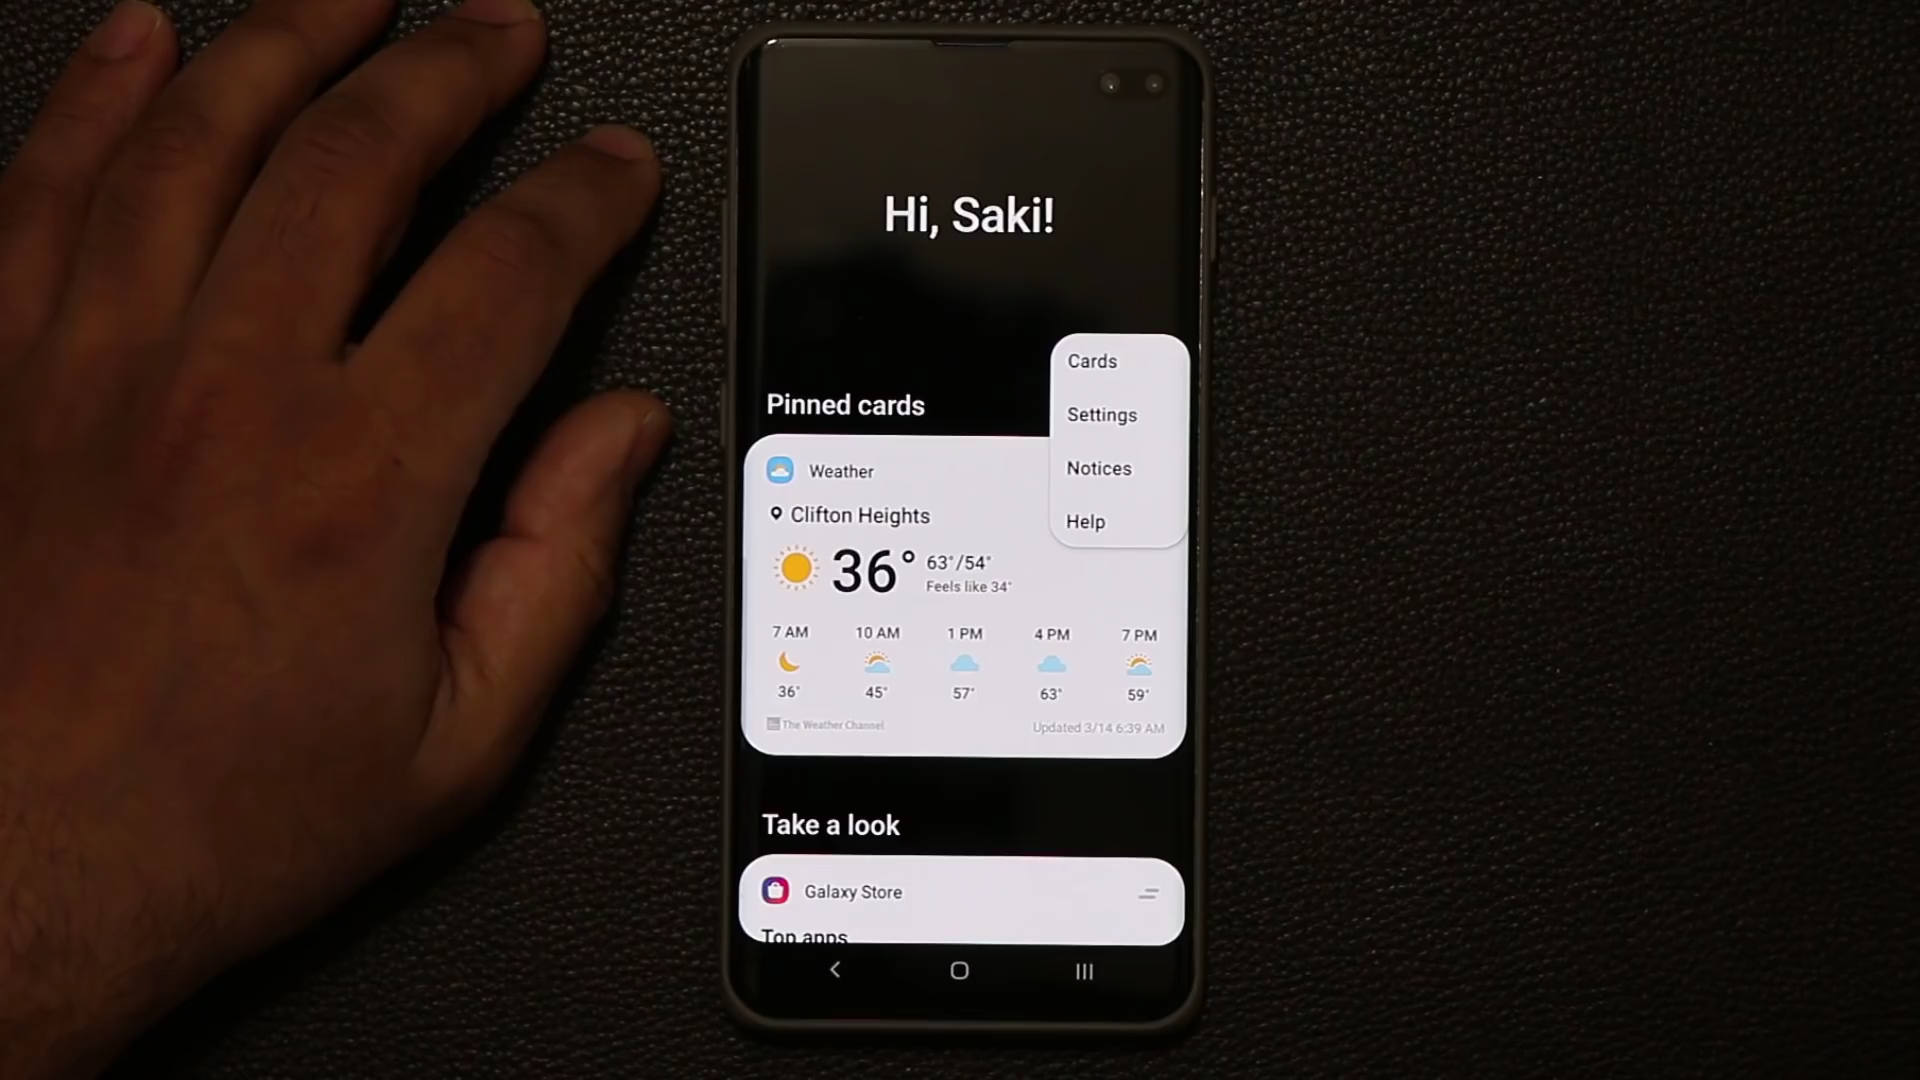 Hi, Saki!
Cards
Settings
Notices
Help
Pinned cards
Weather
Clifton Heights
36° 63°/54°
Feels like 34°
7 AM 10 AM 1 PM 4 PM 7 PM
36° 45° 57° 63° 59°
The Weather Channel Updated 3/14 6:39 AM
Take a look
Galaxy Store
Top apps